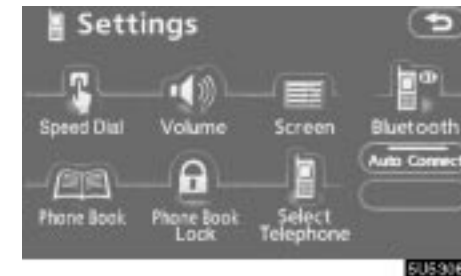 Settings
Speed Dial
Volume
Screen
Bluetooth
Auto Connect
Phone Book
Phone Book
Lock
Select
Telephone
5U5306